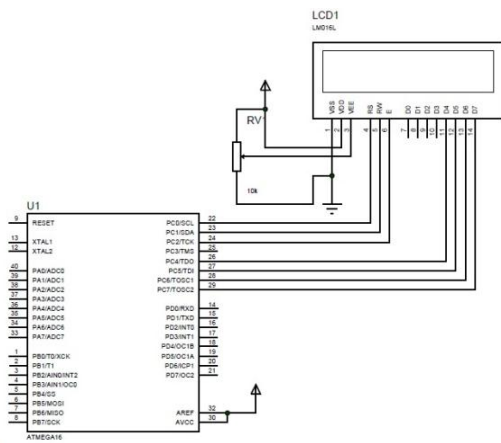 LCD1
LM016L
VSS
VDD
VEE
RS
RW
E
D0
D1
D2
D3
D4
D5
D6
D7
1
2
3
4
5
6
7
8
9
10
11
12
13
14
RV1
10k
U1
9 RESET PC0/SCL 22
PC1/SDA 23
13 XTAL1 PC2/TCK 24
12 XTAL2 PC3/TMS 25
PC4/TDO 26
40 PA0/ADC0 PC5/TDI 27
39 PA1/ADC1 PC6/TOSC1 28
38 PA2/ADC2 PC7/TOSC2 29
37 PA3/ADC3
36 PA4/ADC4 PD0/RXD 14
35 PA5/ADC5 PD1/TXD 15
34 PA6/ADC6 PD2/INT0 16
33 PA7/ADC7 PD3/INT1 17
PD4/OC1B 18
1 PB0/T0/XCK PD5/OC1A 19
2 PB1/T1 PD6/ICP1 20
3 PB2/AIN0/INT2 PD7/OC2 21
4 PB3/AIN1/OC0
5 PB4/SS
6 PB5/MOSI
7 PB6/MISO AREF 32
8 PB7/SCK AVCC 30
ATMEGA16